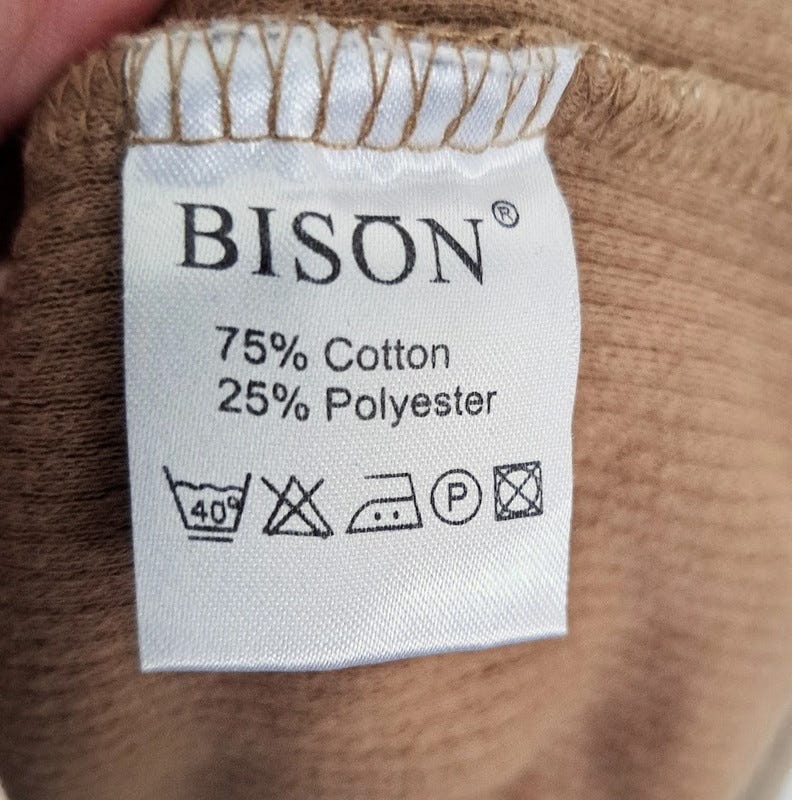 BISŌN®
75% Cotton
25% Polyester
40° P